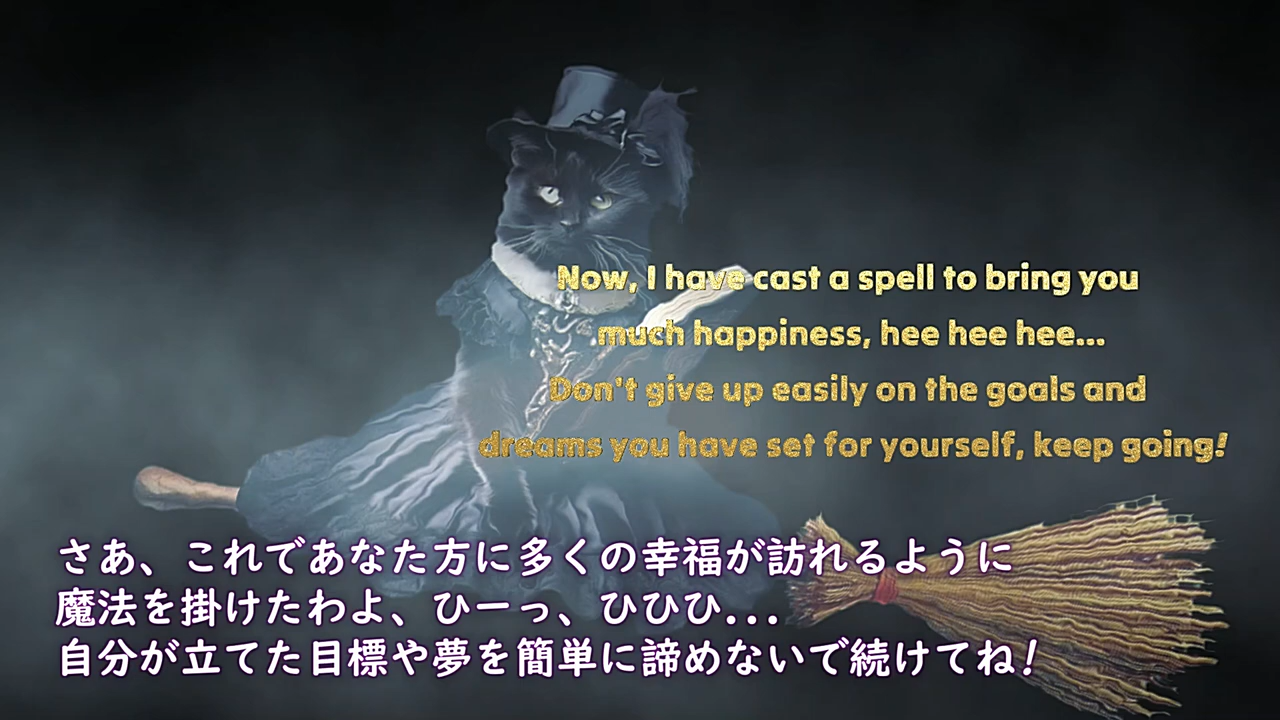 Now, I have cast a spell to bring you
much happiness, hee hee hee...
Don't give up easily on the goals and
dreams you have set for yourself, keep going!
さあ、これであなた方に多くの幸福が訪れるように
魔法を掛けたわよ、ひーっ、ひひひ...
自分が立てた目標や夢を簡単に諦めないで続けてね!